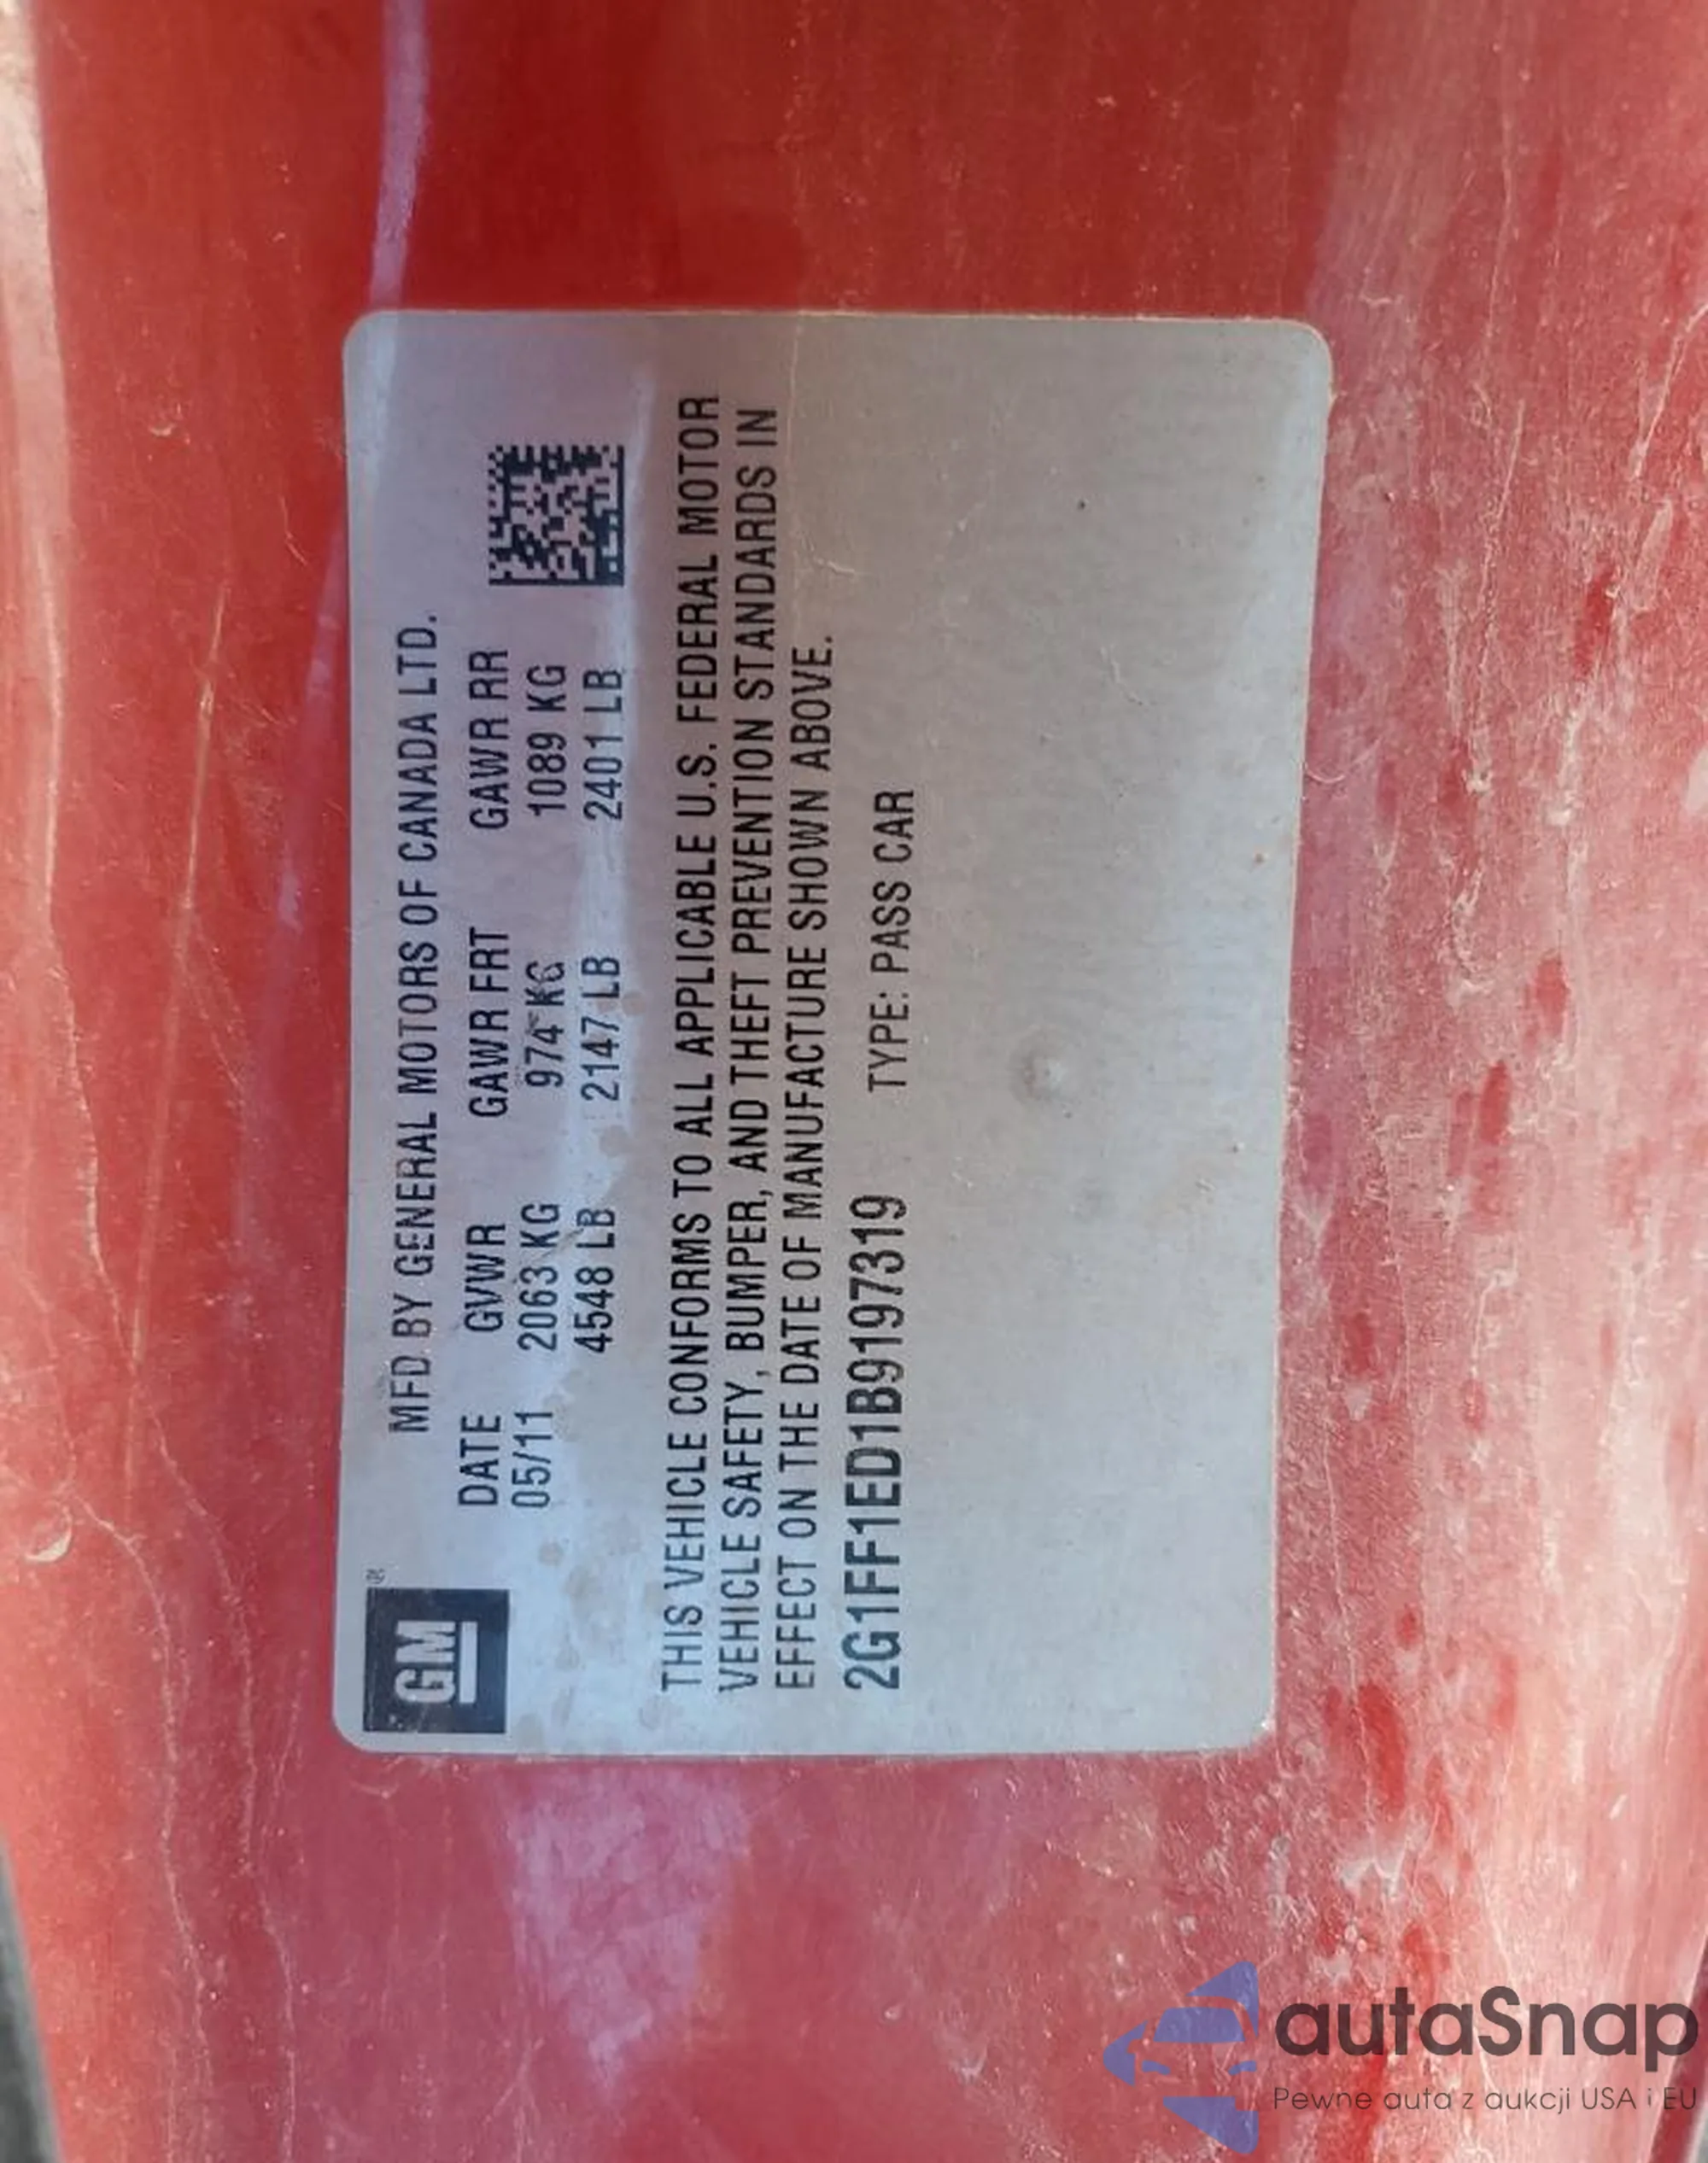 GM
®
MFD BY GENERAL MOTORS OF CANADA LTD.
DATE GVWR GAWR FRT GAWR RR
05/11 2063 KG 974 KG 1089 KG
4548 LB 2147 LB 2401 LB
THIS VEHICLE CONFORMS TO ALL APPLICABLE U.S. FEDERAL MOTOR
VEHICLE SAFETY, BUMPER, AND THEFT PREVENTION STANDARDS IN
EFFECT ON THE DATE OF MANUFACTURE SHOWN ABOVE.
2G1FF1ED1B9197319 TYPE: PASS CAR
autaSnap
Pewne auta z aukcji USA i EU